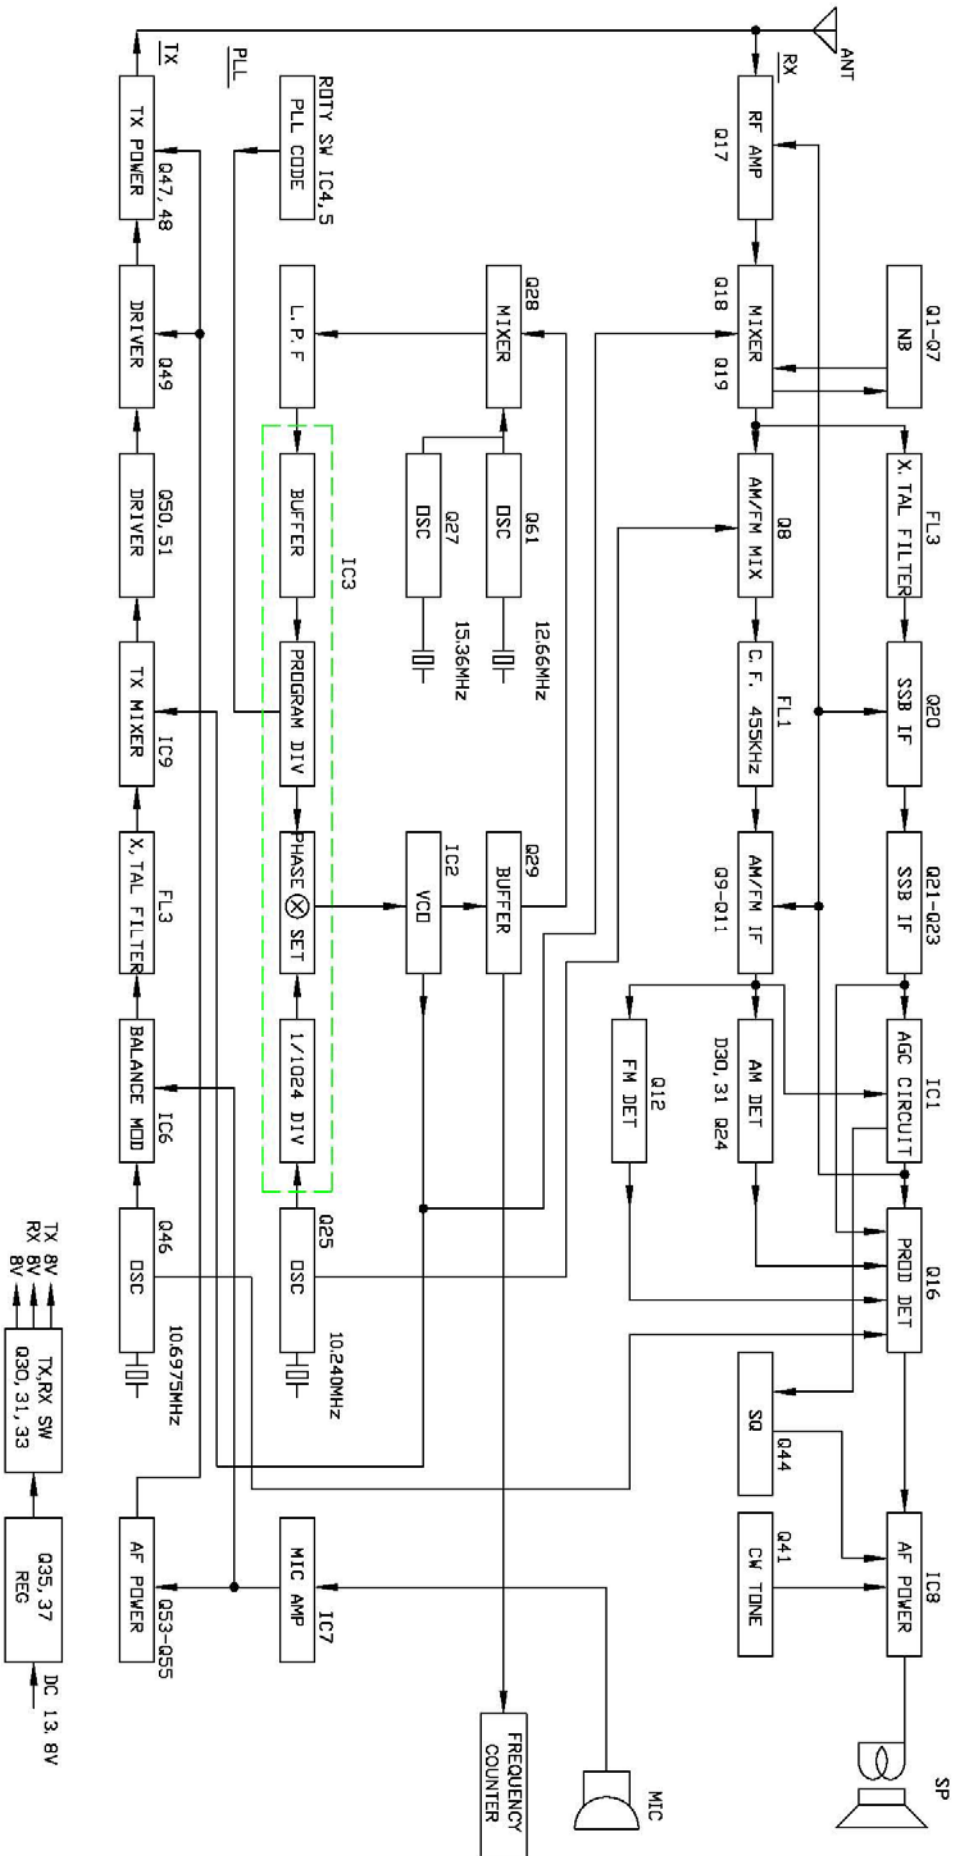 ANT
RX
RF AMP
Q17
Q18
MIXER
Q19
Q1-Q7
NB
FL3
X. TAL FILTER
Q20
SSB IF
Q21-Q23
SSB IF
IC1
AGC CIRCUIT
Q16
PROD DET
IC8
AF POWER
SP
Q8
AM/FM MIX
FL1
C. F. 455KHz
AM/FM IF
Q9-Q11
AM DET
D30, 31 Q24
Q12
FM DET
SQ
Q44
Q41
CW TONE
MIC
FREQUENCY
COUNTER
Q28
MIXER
Q61
OSC
12.66MHz
Q27
OSC
15.36MHz
Q29
BUFFER
IC2
VCO
PLL
ROTY SW IC4, 5
PLL CODE
L. P. F
IC3
BUFFER
PROGRAM DIV
PHASE SET
1/1024 DIV
Q25
OSC
10.240MHz
IC7
MIC AMP
TX
Q47, 48
TX POWER
Q49
DRIVER
Q50, 51
DRIVER
IC9
TX MIXER
FL3
X, TAL FILTER
IC6
BALANCE MOD
Q46
OSC
10.6975MHz
Q53-Q55
AF POWER
TX 8V
RX 8V
8V
TX,RX SW
Q30, 31, 33
Q35, 37
REG
DC 13. 8V